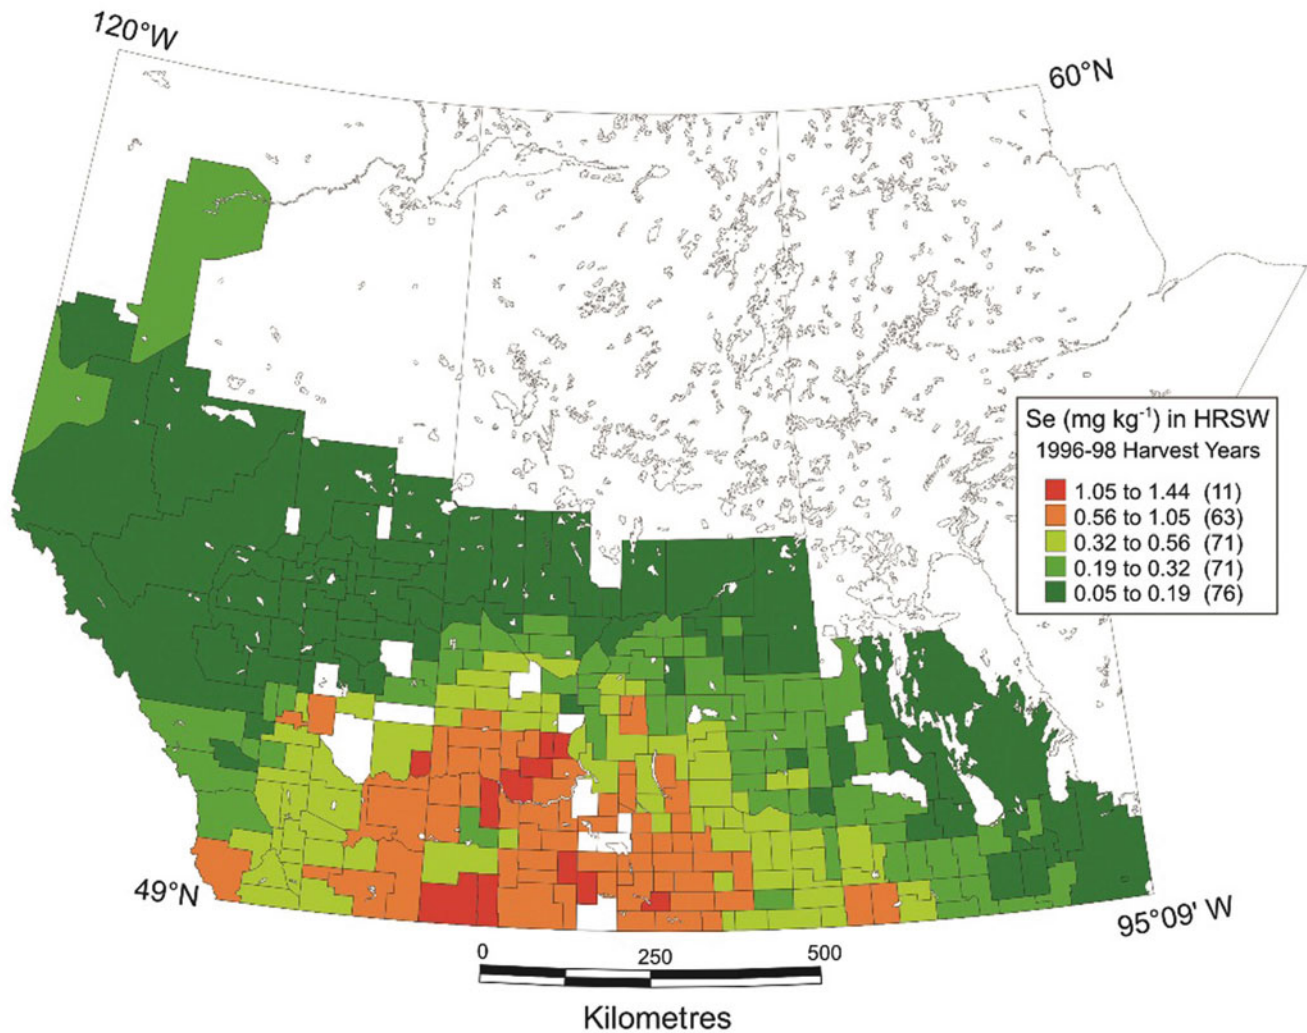 120°W
60°N
Se (mg kg⁻¹) in HRSW
1996-98 Harvest Years
1.05 to 1.44 (11)
0.56 to 1.05 (63)
0.32 to 0.56 (71)
0.19 to 0.32 (71)
0.05 to 0.19 (76)
49°N
95°09' W
0 250 500
Kilometres